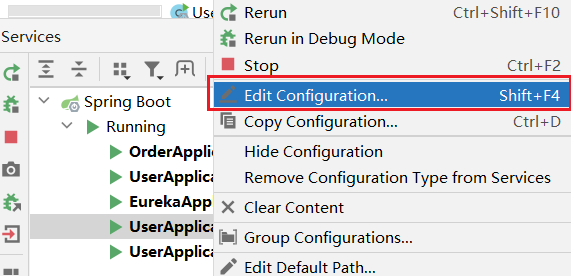 Use
Rerun Ctrl+Shift+F10
Services
Rerun in Debug Mode
Stop Ctrl+F2
Edit Configuration... Shift+F4
Spring Boot
Copy Configuration... Ctrl+D
Running
OrderApplic
Hide Configuration
UserApplica
Remove Configuration Type from Services
EurekaApp
Clear Content
UserApplica
Group Configurations...
UserApplica
Edit Default Path...